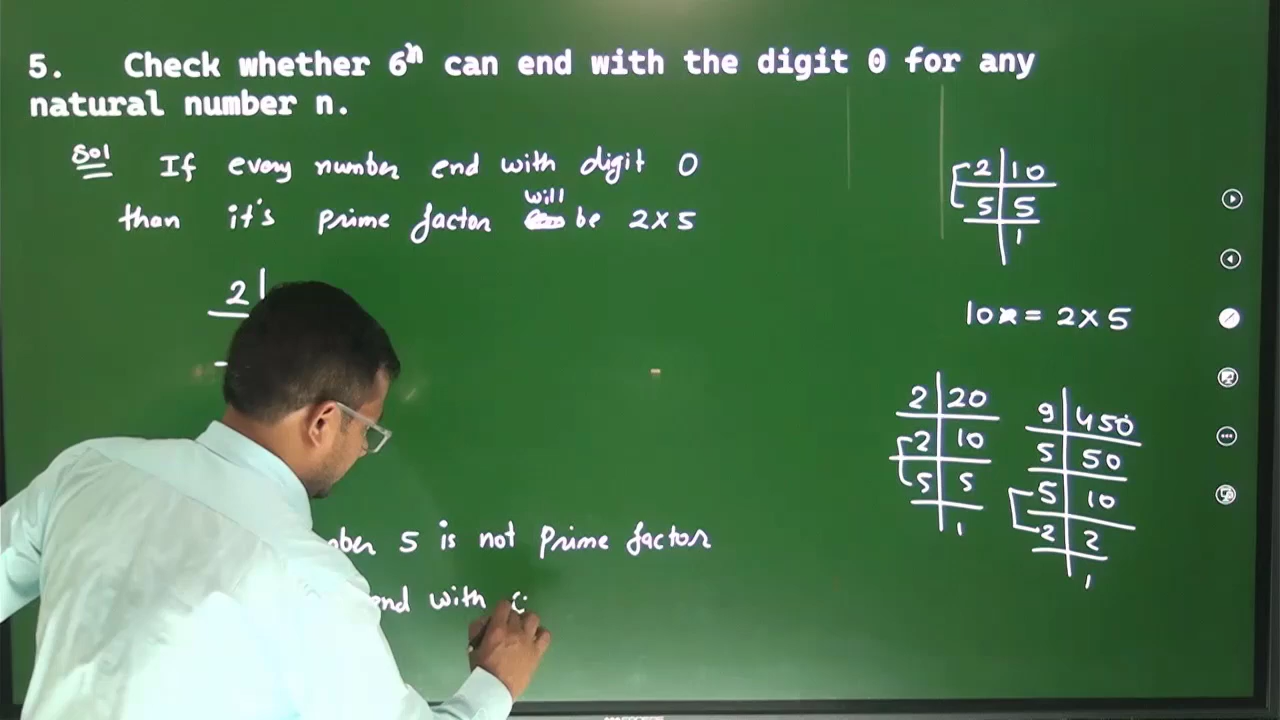 5. Check whether 6ⁿ can end with the digit 0 for any
natural number n.
Sol If every number end with digit 0
than it's prime factor will be 2 x 5
2
5 is not prime factor
end with
2 | 10
5 | 5
1
10 = 2 x 5
2 | 20
2 | 10
5 | 5
1
9 | 450
5 | 50
5 | 10
2 | 2
1